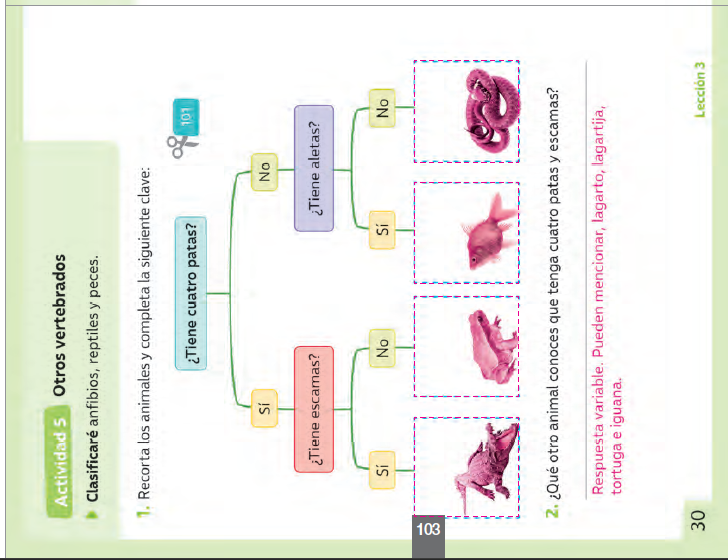 Actividad 5 Otros vertebrados
Clasificaré anfibios, reptiles y peces.
1. Recorta los animales y completa la siguiente clave:
101
¿Tiene cuatro patas?
Sí
No
¿Tiene escamas?
¿Tiene aletas?
Sí
No
Sí
No
2. ¿Qué otro animal conoces que tenga cuatro patas y escamas?
Respuesta variable. Pueden mencionar, lagarto, lagartija,
tortuga e iguana.
30
Lección 3
103